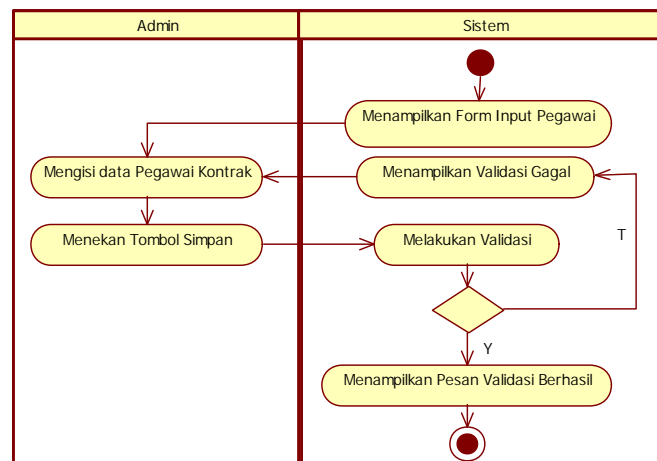 Admin
Sistem
Menampilkan Form Input Pegawai
Mengisi data Pegawai Kontrak
Menampilkan Validasi Gagal
Menekan Tombol Simpan
Melakukan Validasi
T
Y
Menampilkan Pesan Validasi Berhasil